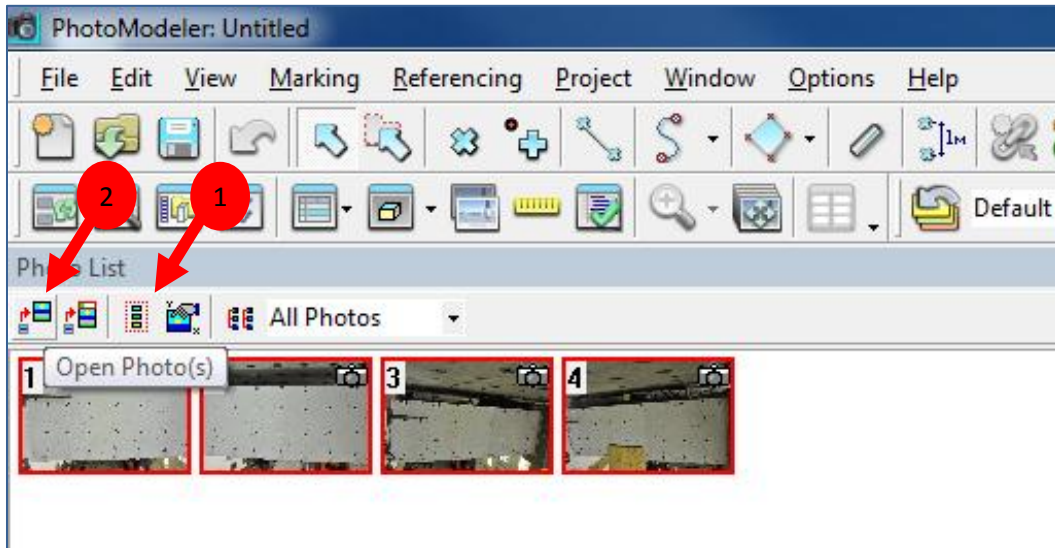 PhotoModeler: Untitled
File Edit View Marking Referencing Project Window Options Help
1M
2 1
Default
Photo List
All Photos
Open Photo(s)
1 3 4